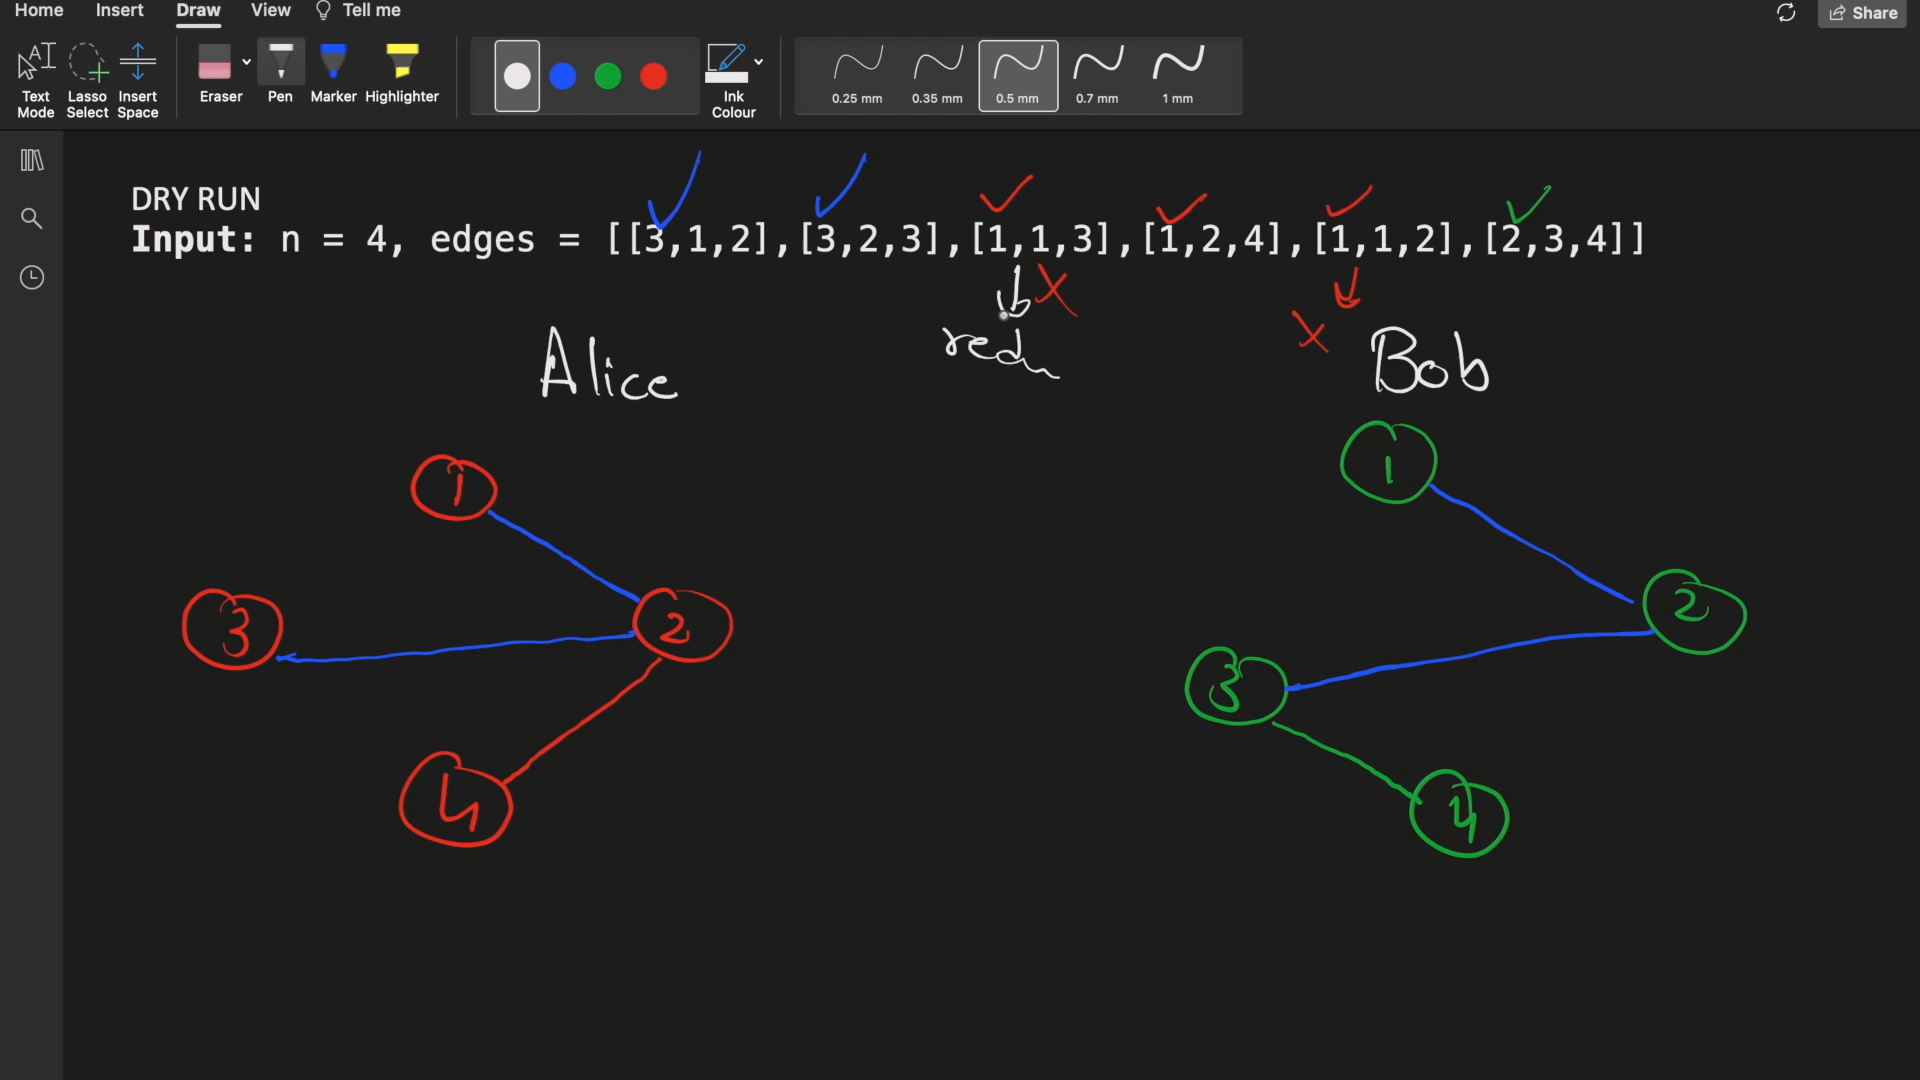 Home Insert Draw View Tell me Share
Text Mode Lasso Select Insert Space Eraser Pen Marker Highlighter Ink Colour 0.25 mm 0.35 mm 0.5 mm 0.7 mm 1 mm
DRY RUN
Input: n = 4, edges = [[3,1,2],[3,2,3],[1,1,3],[1,2,4],[1,1,2],[2,3,4]]
red
Alice Bob
1 1
3 2 2
3
4 4